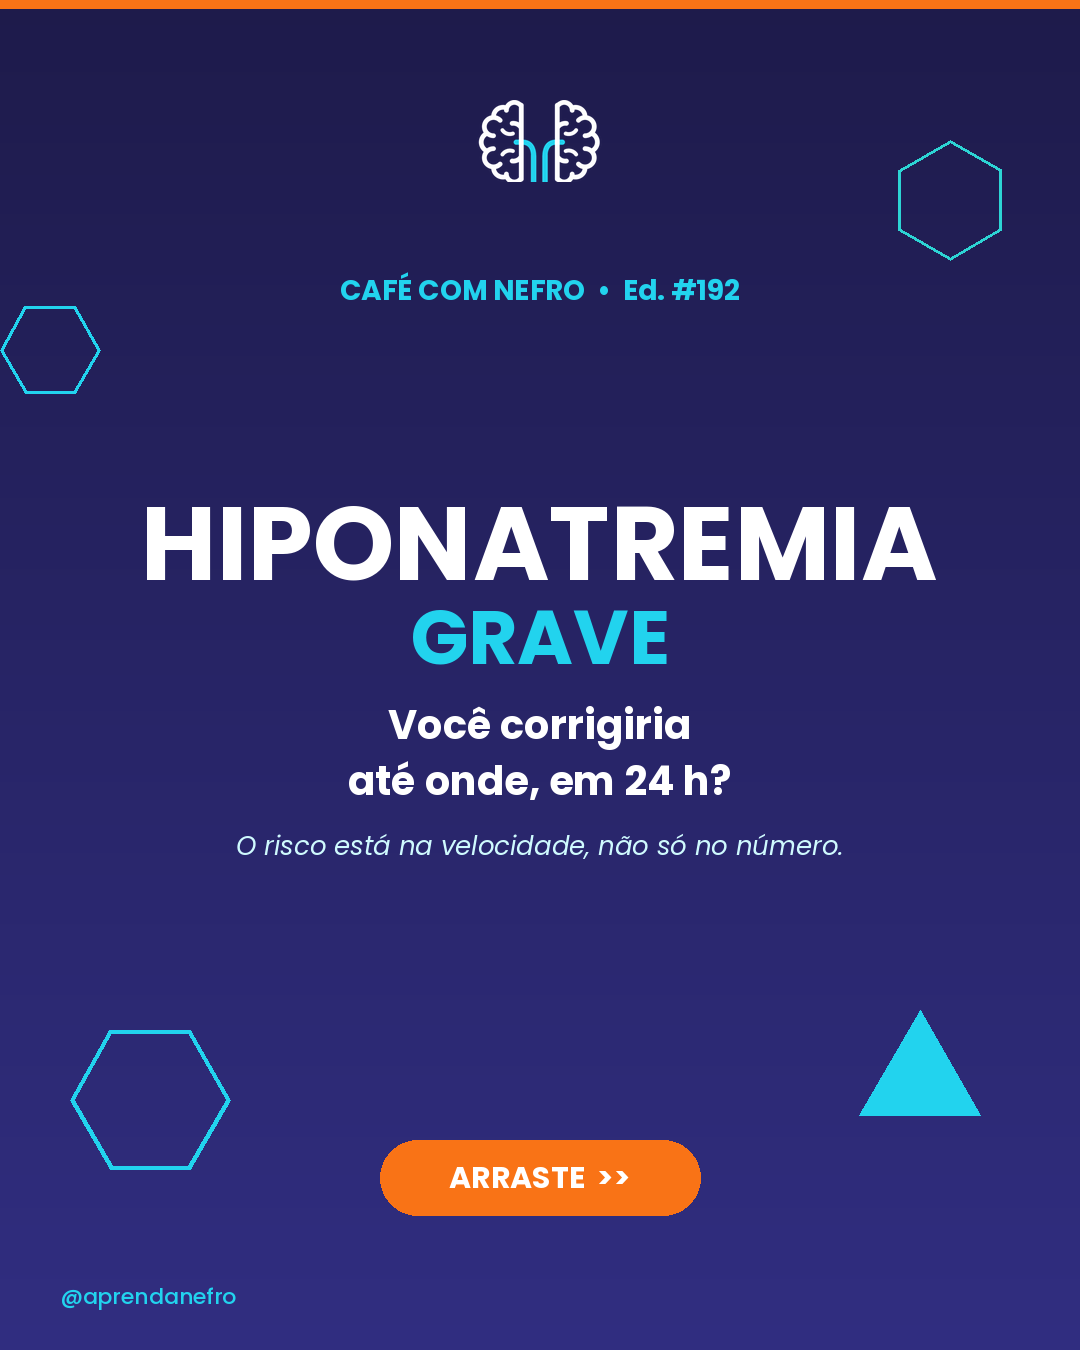 CAFÉ COM NEFRO • Ed. #192
HIPONATREMIA
GRAVE
Você corrigiria
até onde, em 24 h?
O risco está na velocidade, não só no número.
ARRASTE >>
@aprendanefro